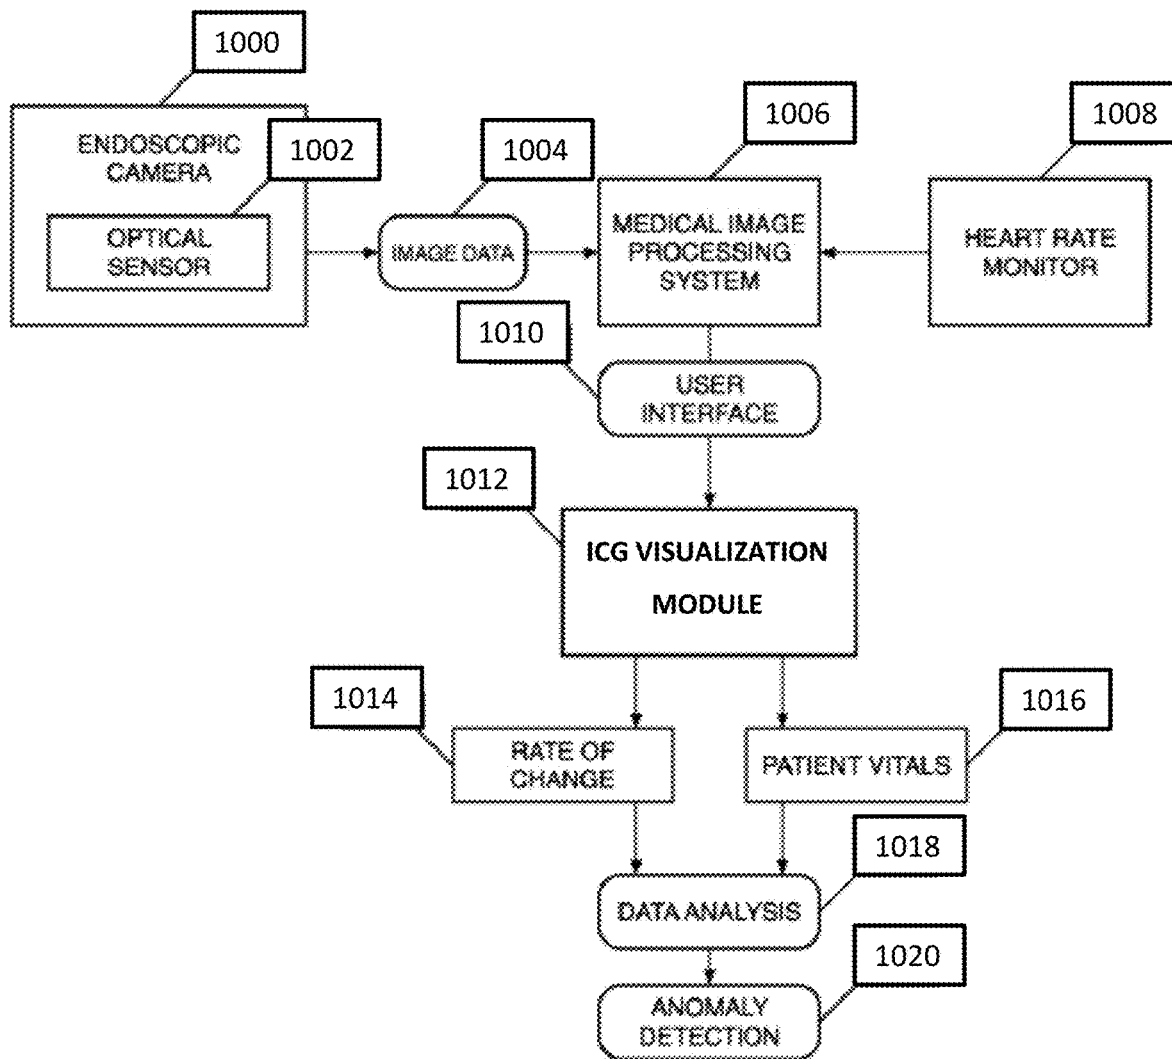 1000
ENDOSCOPIC
CAMERA
1002
OPTICAL
SENSOR
1004
IMAGE DATA
1006
MEDICAL IMAGE
PROCESSING
SYSTEM
1008
HEART RATE
MONITOR
1010
USER
INTERFACE
1012
ICG VISUALIZATION
MODULE
1014
RATE OF
CHANGE
1016
PATIENT VITALS
1018
DATA ANALYSIS
1020
ANOMALY
DETECTION